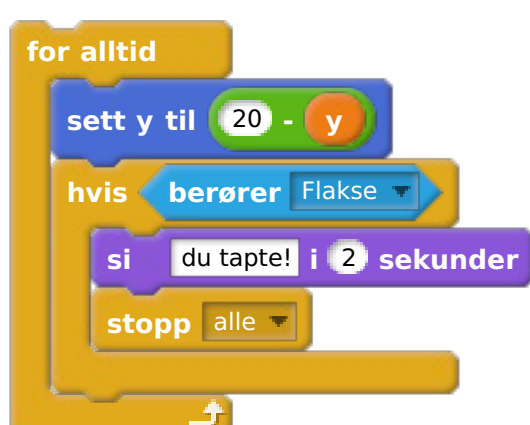 for alltid
sett y til 20 - y
hvis berører Flakse
si du tapte! i 2 sekunder
stopp alle